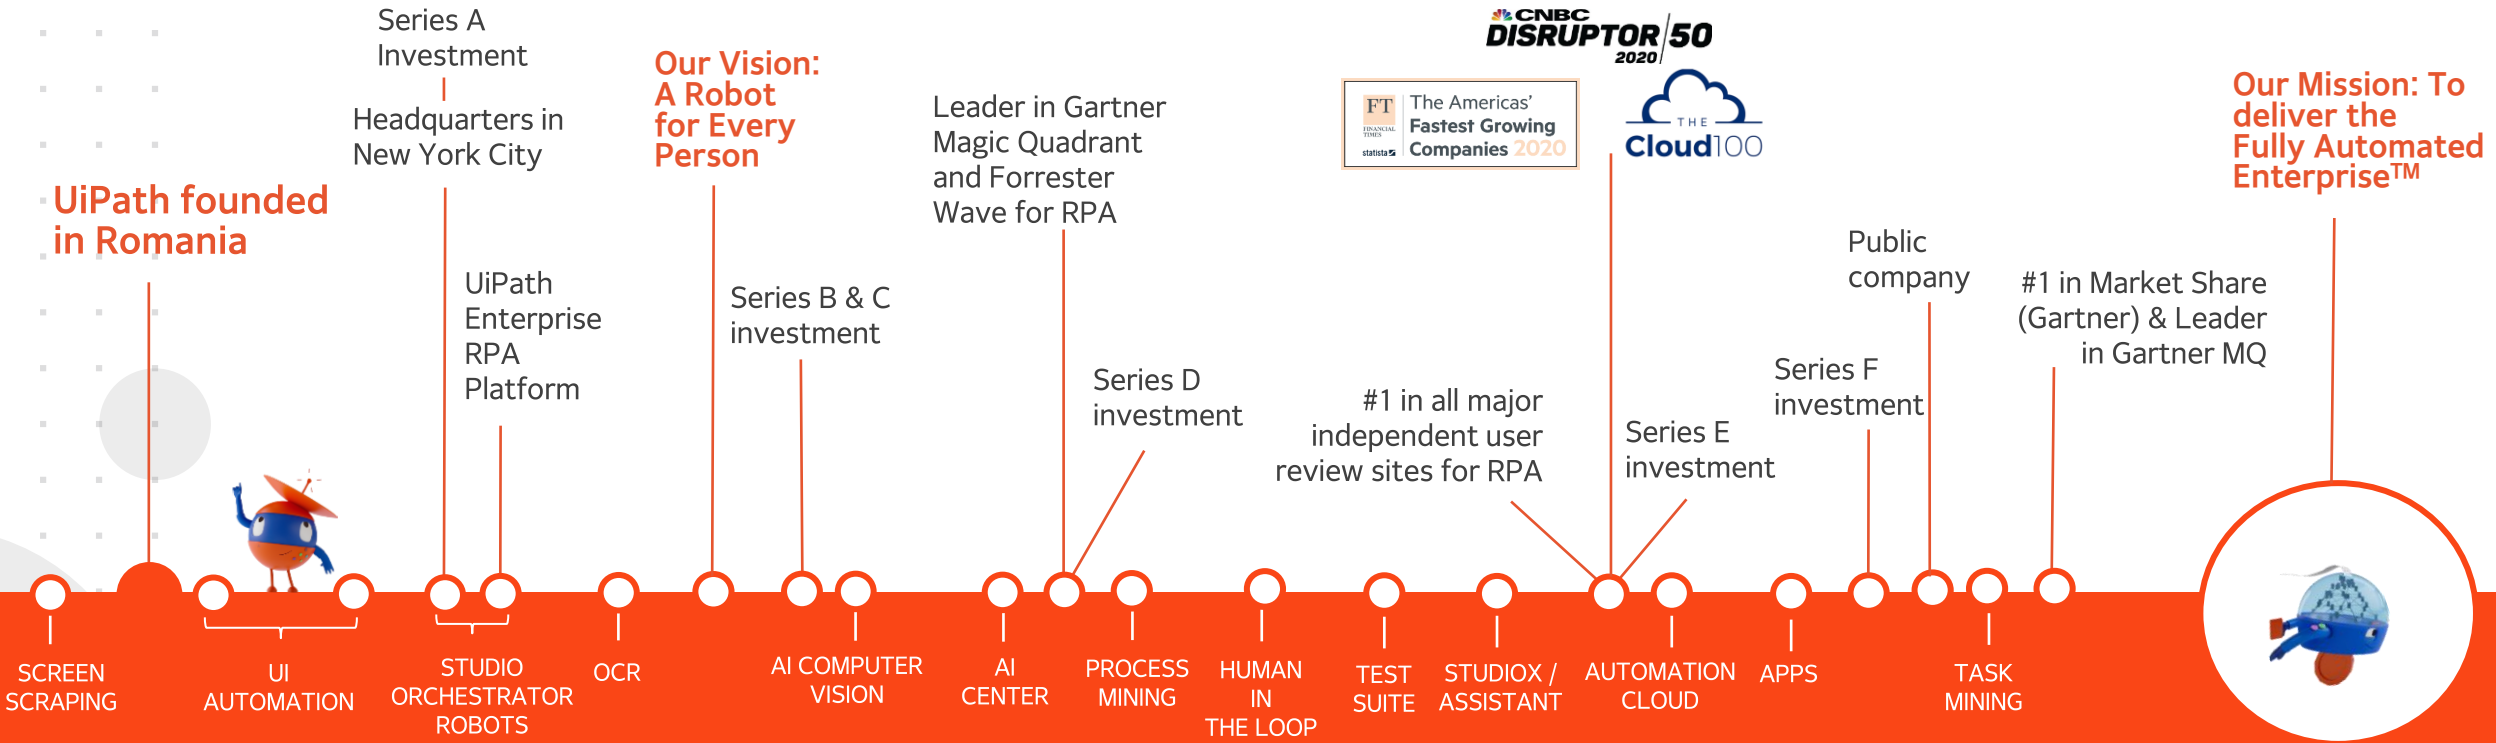 Series A
Investment
Headquarters in
New York City
UiPath founded
in Romania
UiPath
Enterprise
RPA
Platform
Our Vision:
A Robot
for Every
Person
Series B & C
investment
Leader in Gartner
Magic Quadrant
and Forrester
Wave for RPA
Series D
investment
CNBC
DISRUPTOR/50
2020
FT
FINANCIAL
TIMES
statista
The Americas’
Fastest Growing
Companies 2020
THE
Cloud100
#1 in all major
independent user
review sites for RPA
Series E
investment
Series F
investment
Public
company
#1 in Market Share
(Gartner) & Leader
in Gartner MQ
Our Mission: To
deliver the
Fully Automated
Enterprise™
SCREEN
SCRAPING
UI
AUTOMATION
STUDIO
ORCHESTRATOR
ROBOTS
OCR
AI COMPUTER
VISION
AI
CENTER
PROCESS
MINING
HUMAN
IN
THE LOOP
TEST
SUITE
STUDIOX /
ASSISTANT
AUTOMATION
CLOUD
APPS
TASK
MINING